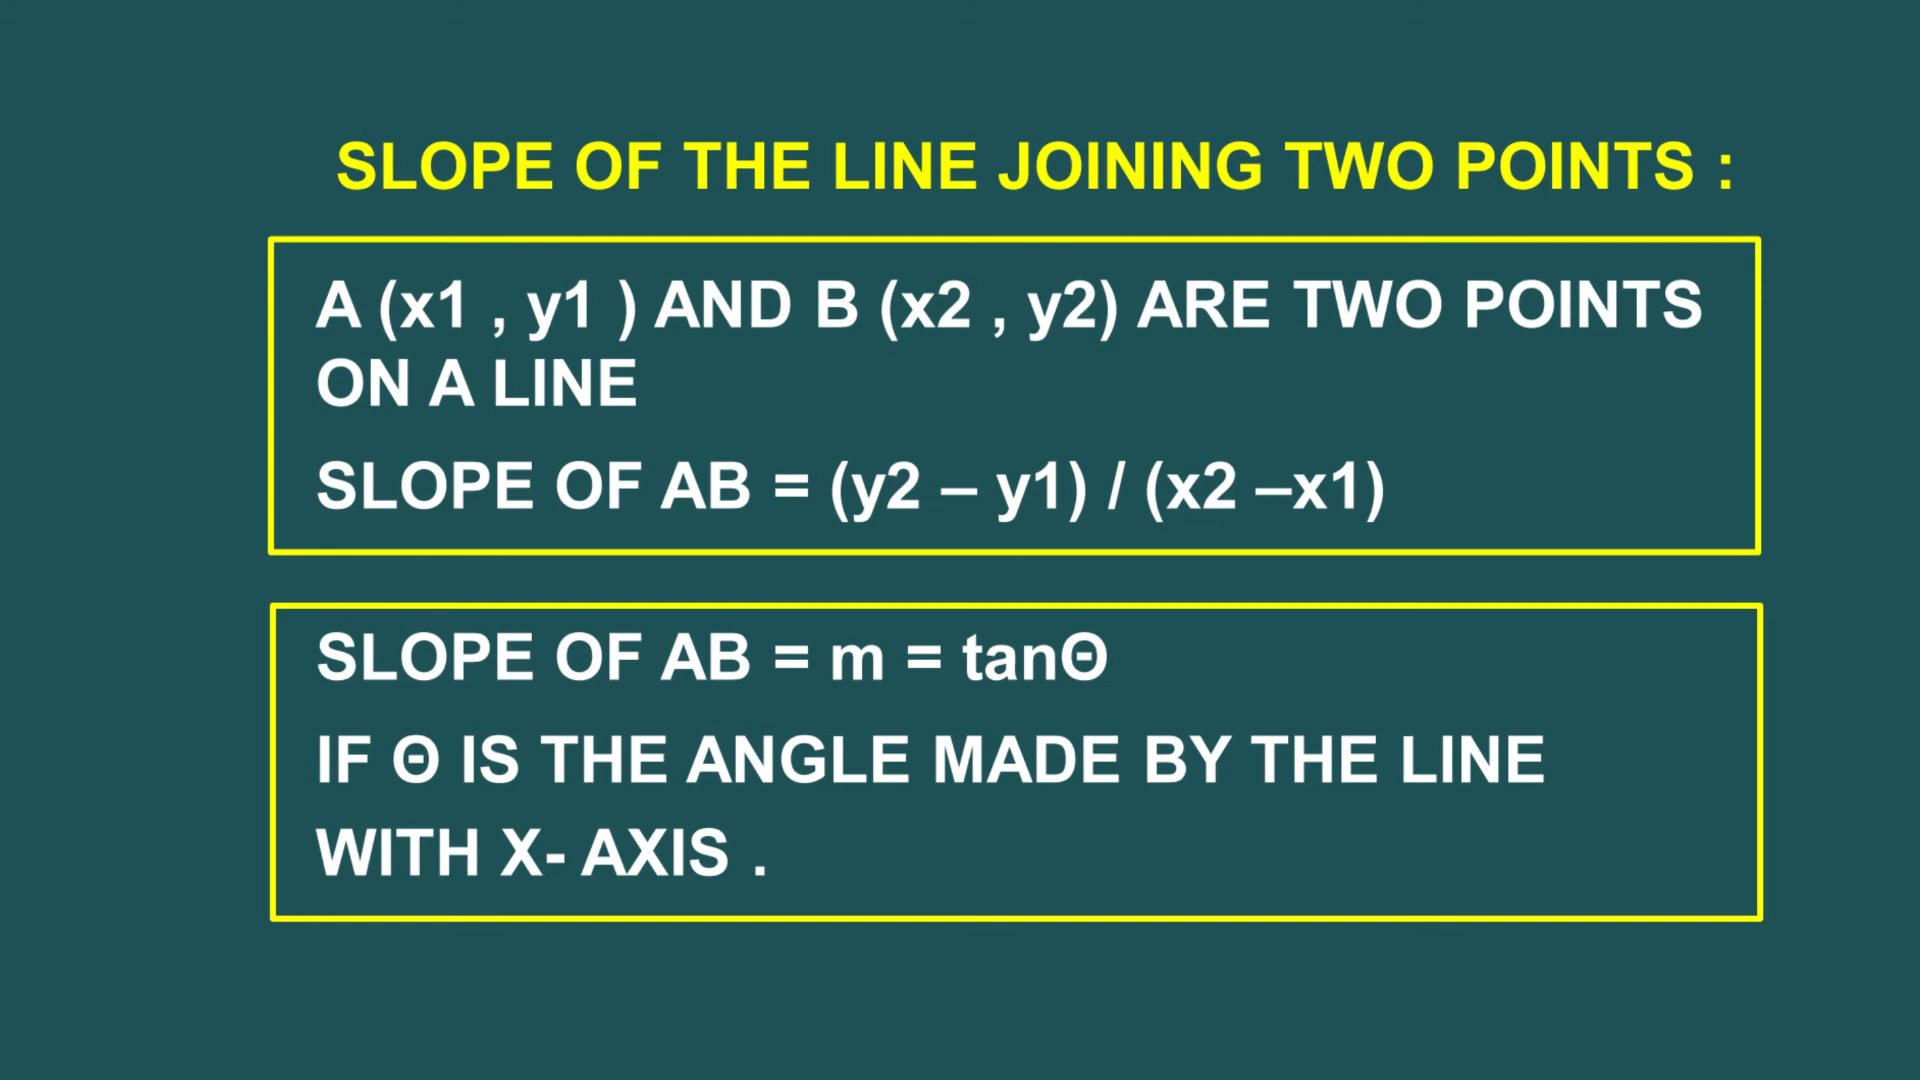 SLOPE OF THE LINE JOINING TWO POINTS :
A (x1 , y1 ) AND B (x2 , y2) ARE TWO POINTS
ON A LINE
SLOPE OF AB = (y2 – y1) / (x2 –x1)
SLOPE OF AB = m = tanΘ
IF Θ IS THE ANGLE MADE BY THE LINE
WITH X- AXIS .